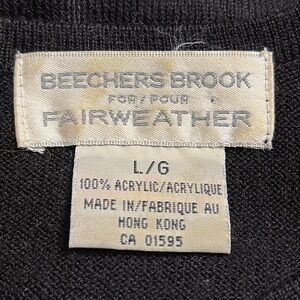 BEECHERS BROOK
FOR/POUR
FAIRWEATHER
L/G
100% ACRYLIC/ACRYLIQUE
MADE IN/FABRIQUE AU
HONG KONG
CA 01595